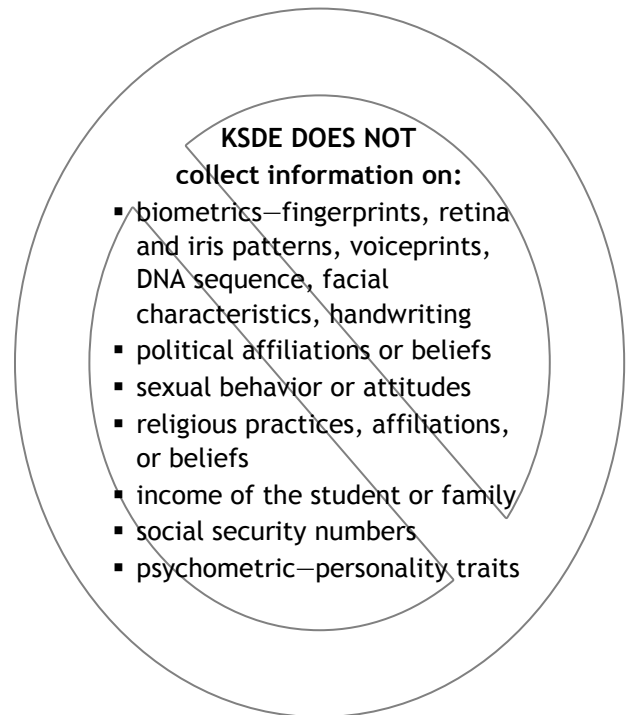 KSDE DOES NOT
collect information on:
▪ biometrics—fingerprints, retina
and iris patterns, voiceprints,
DNA sequence, facial
characteristics, handwriting
▪ political affiliations or beliefs
▪ sexual behavior or attitudes
▪ religious practices, affiliations,
or beliefs
▪ income of the student or family
▪ social security numbers
▪ psychometric—personality traits